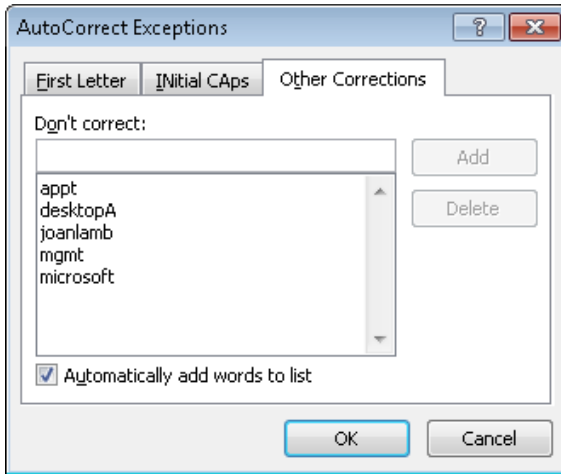 AutoCorrect Exceptions
First Letter INitial CAps Other Corrections
Don't correct:
Add
appt
desktopA
Delete
joanlamb
mgmt
microsoft
Automatically add words to list
OK Cancel